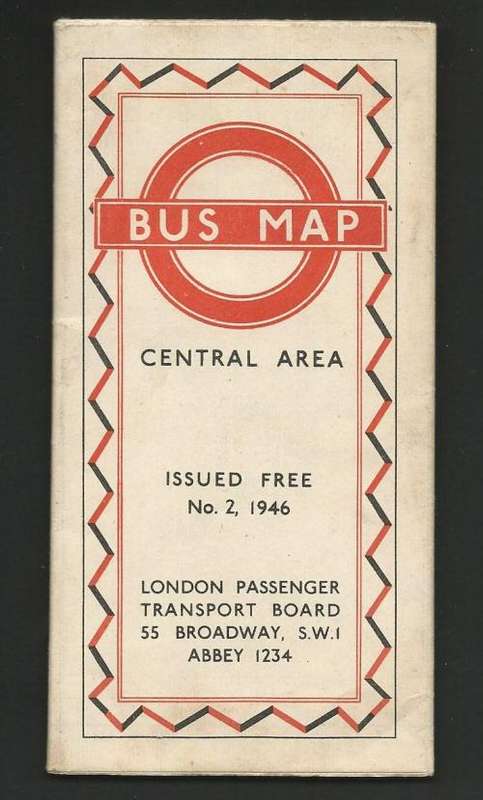 BUS MAP
CENTRAL AREA
ISSUED FREE
No. 2, 1946
LONDON PASSENGER
TRANSPORT BOARD
55 BROADWAY, S.W.1
ABBEY 1234